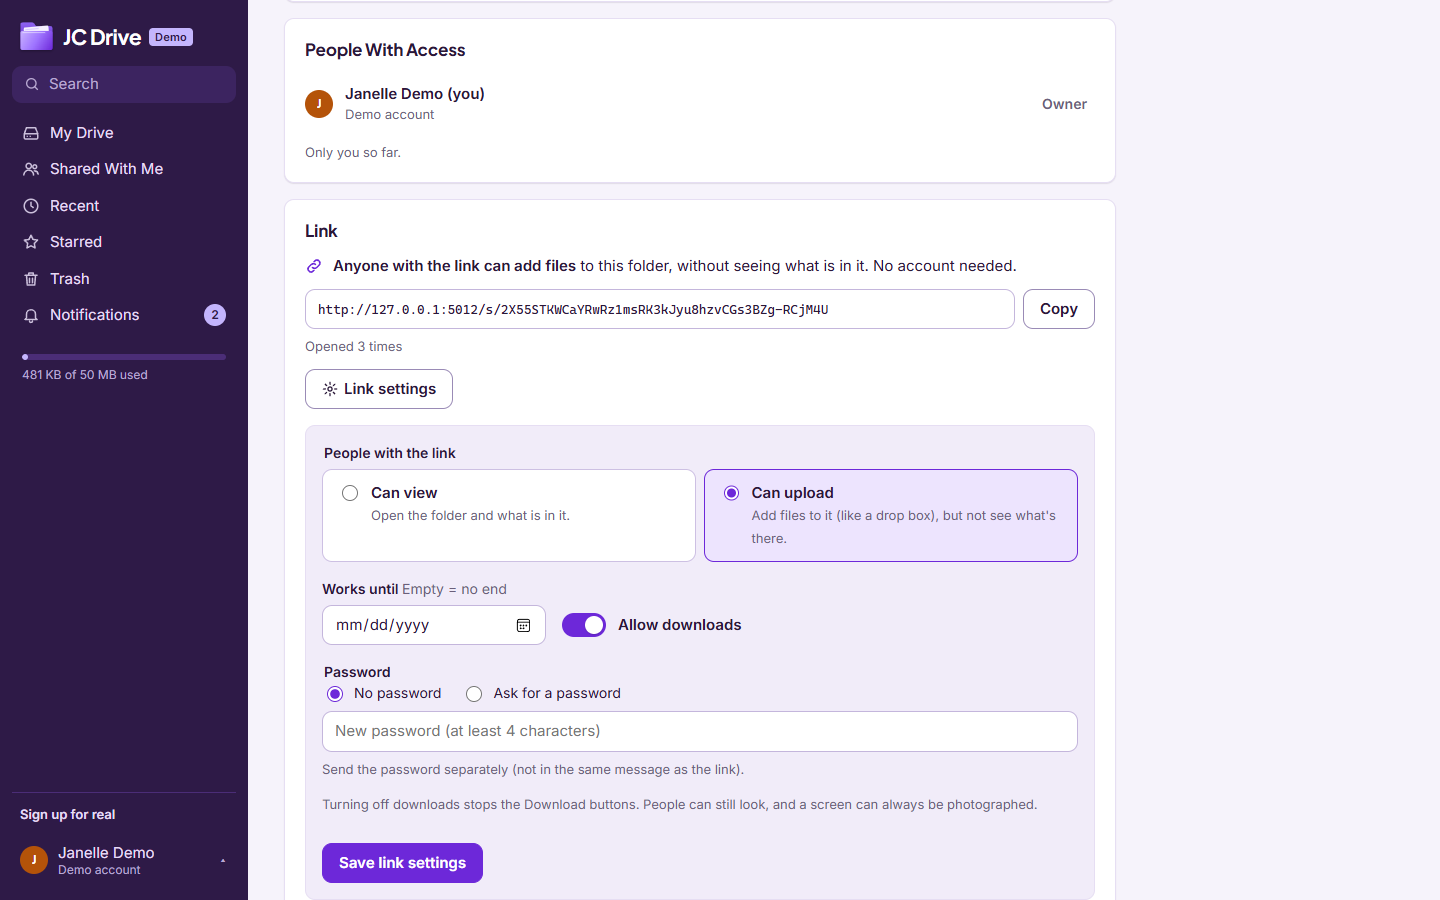 JC Drive Demo
Search
My Drive
Shared With Me
Recent
Starred
Trash
Notifications 2
481 KB of 50 MB used
Sign up for real
J Janelle Demo
Demo account
People With Access
J Janelle Demo (you)
Demo account
Owner
Only you so far.
Link
Anyone with the link can add files to this folder, without seeing what is in it. No account needed.
http://127.0.0.1:5012/s/2X55STKWCaYRwRz1msRK3kJyu8hzvCGs3BZg-RCjM4U
Copy
Opened 3 times
Link settings
People with the link
Can view
Open the folder and what is in it.
Can upload
Add files to it (like a drop box), but not see what's
there.
Works until Empty = no end
mm/dd/yyyy
Allow downloads
Password
No password
Ask for a password
New password (at least 4 characters)
Send the password separately (not in the same message as the link).
Turning off downloads stops the Download buttons. People can still look, and a screen can always be photographed.
Save link settings